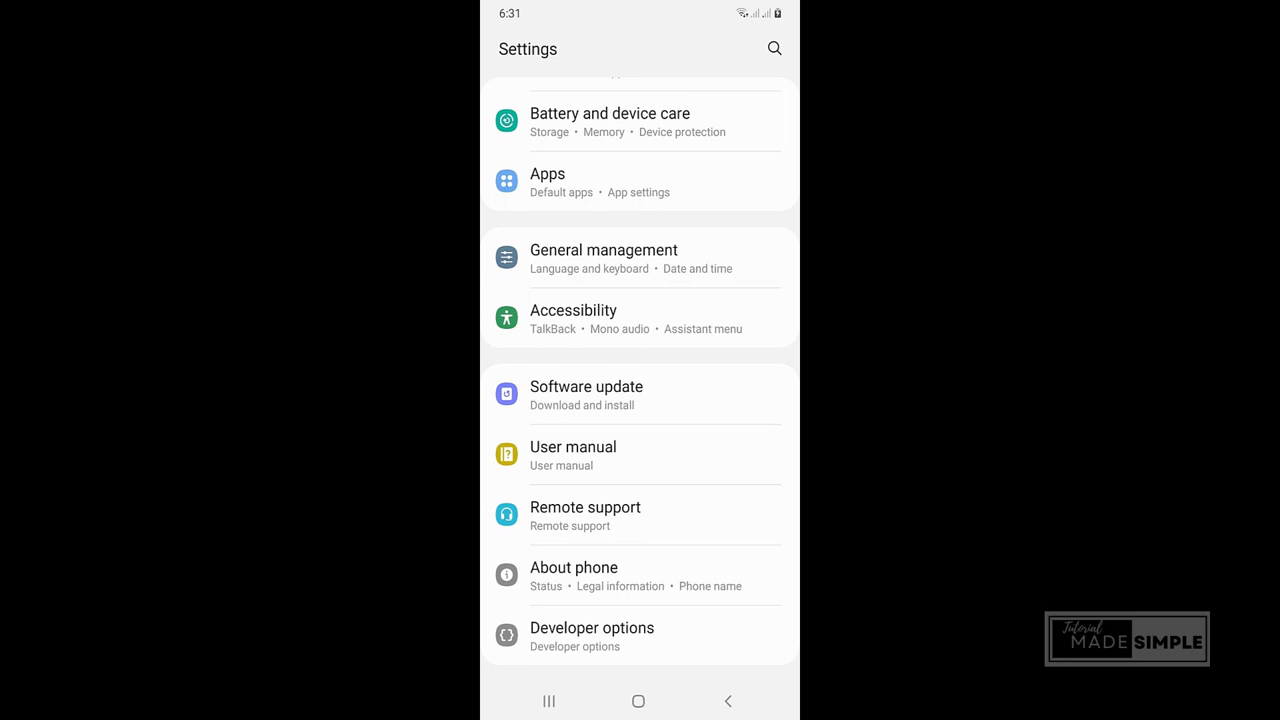 6:31
Settings
Battery and device care
Storage • Memory • Device protection
Apps
Default apps • App settings
General management
Language and keyboard • Date and time
Accessibility
TalkBack • Mono audio • Assistant menu
Software update
Download and install
User manual
User manual
Remote support
Remote support
About phone
Status • Legal information • Phone name
Developer options
Developer options
Tutorial
MADE SIMPLE